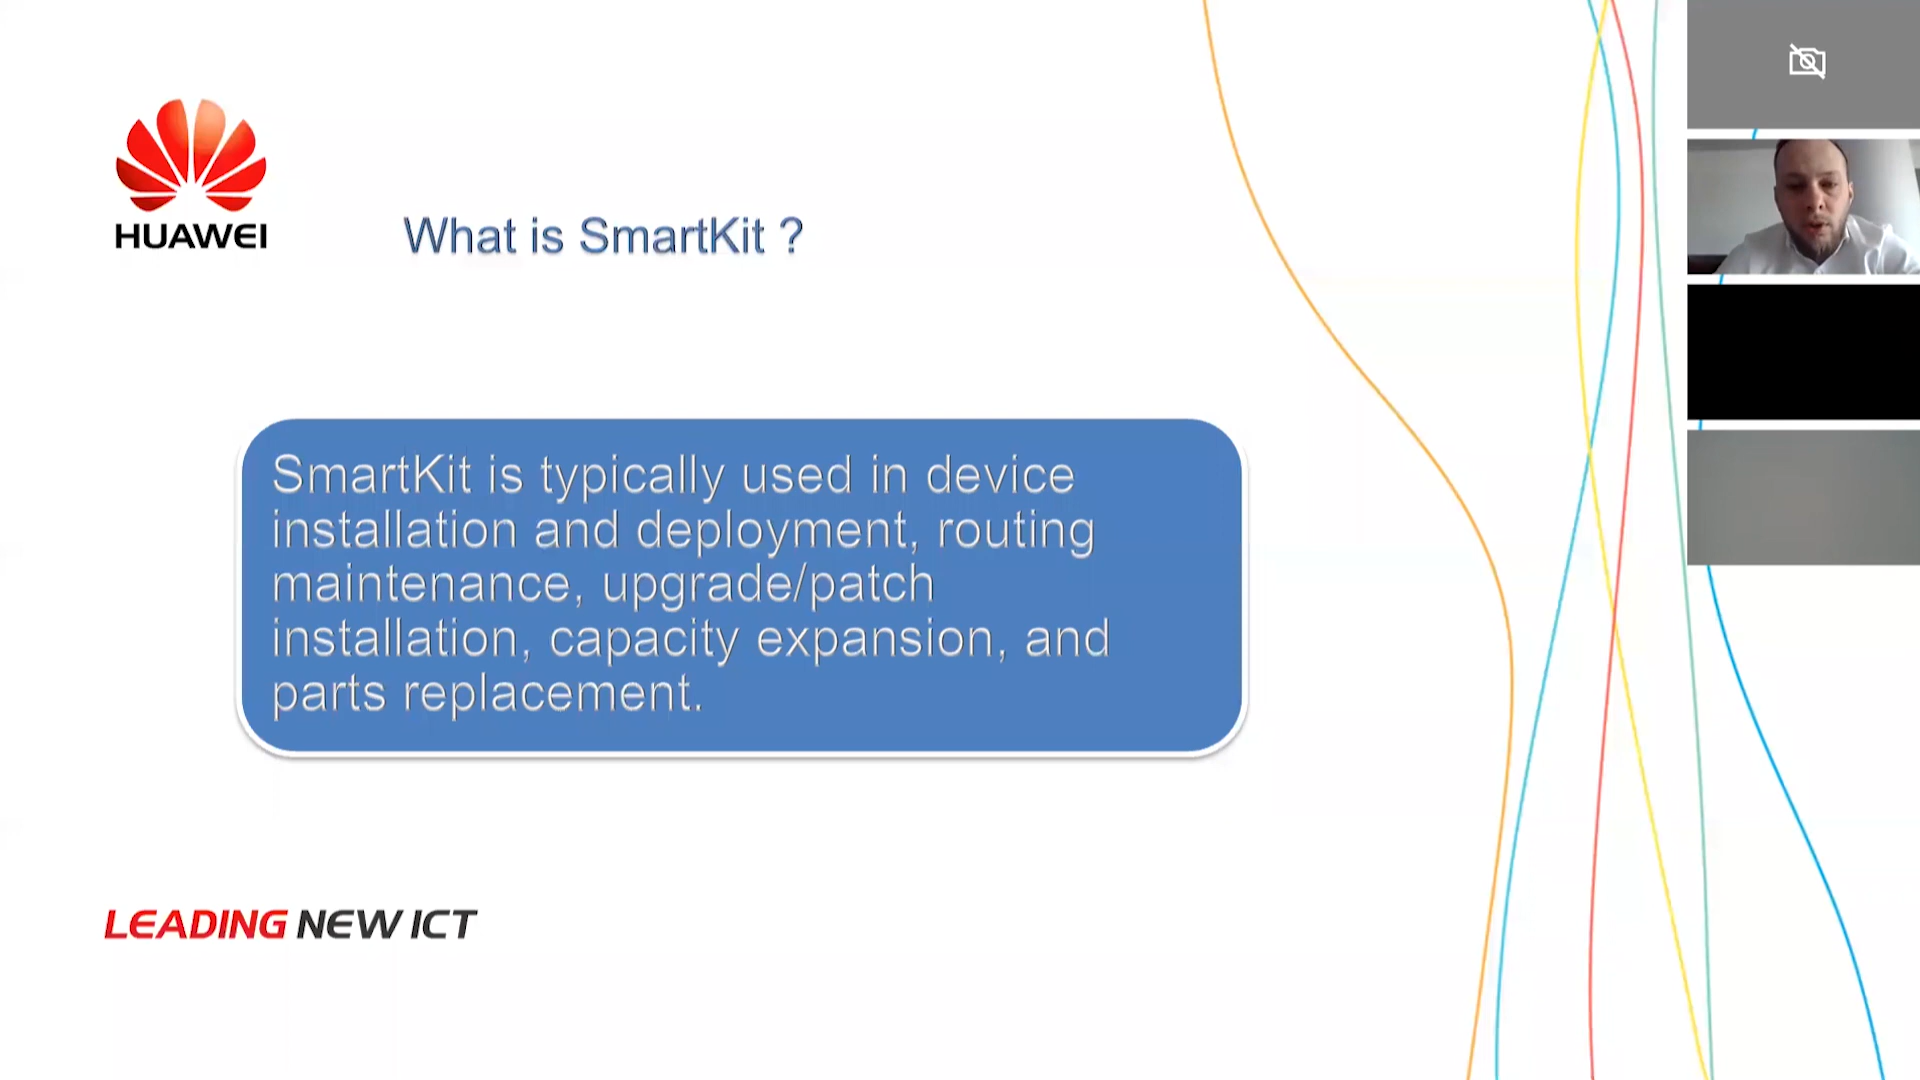 HUAWEI
What is SmartKit ?
SmartKit is typically used in device
installation and deployment, routing
maintenance, upgrade/patch
installation, capacity expansion, and
parts replacement.
LEADING NEW ICT